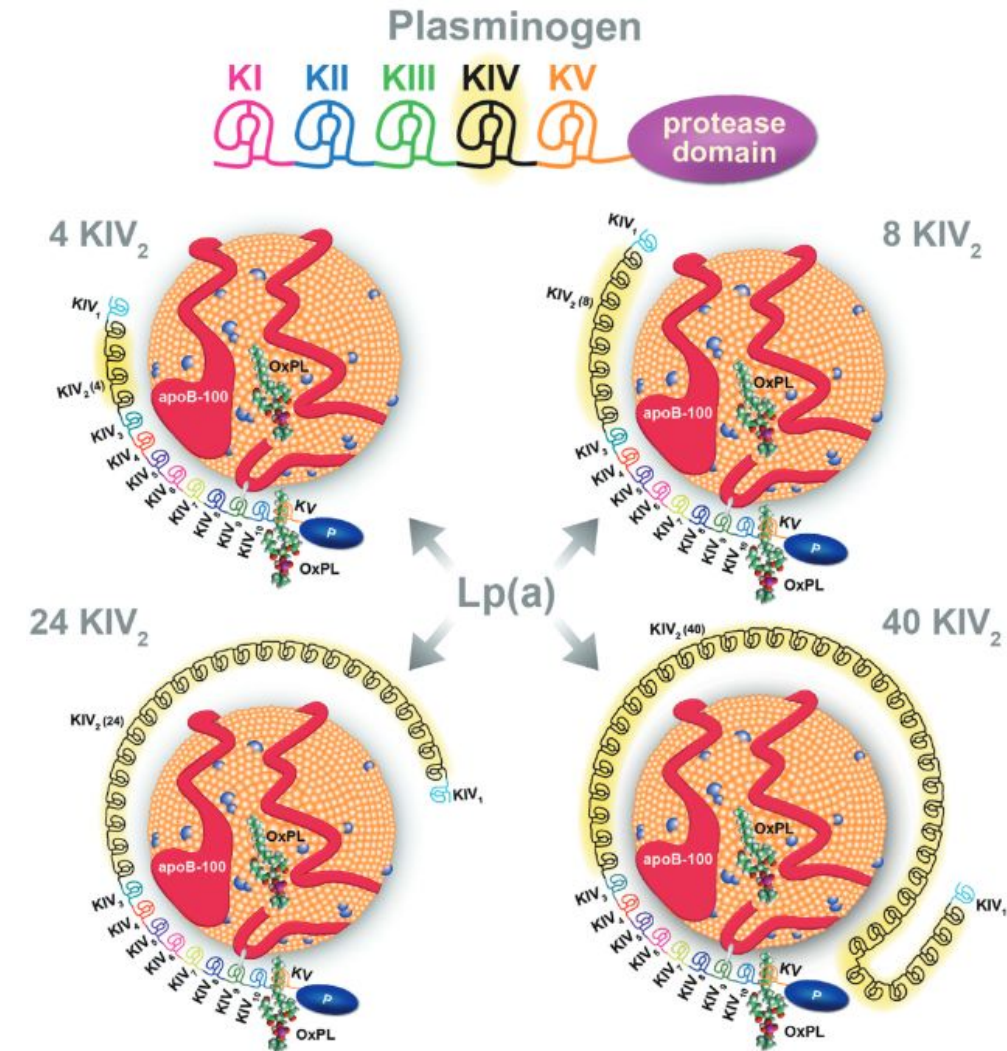 Plasminogen
KI KII KIII KIV KV
protease
domain
4 KIV₂
KIV₁
KIV₂ (4)
KIV₃
KIV₄
KIV₅
KIV₆
KIV₇
KIV₈
KIV₉
KIV₁₀
apoB-100
OxPL
KV
P
OxPL
8 KIV₂
KIV₁
KIV₂ (8)
KIV₃
KIV₄
KIV₅
KIV₆
KIV₇
KIV₈
KIV₉
KIV₁₀
apoB-100
OxPL
KV
P
OxPL
Lp(a)
24 KIV₂
KIV₂ (24)
KIV₁
KIV₃
KIV₄
KIV₅
KIV₆
KIV₇
KIV₈
KIV₉
KIV₁₀
apoB-100
OxPL
KV
P
OxPL
40 KIV₂
KIV₂ (40)
KIV₁
KIV₃
KIV₄
KIV₅
KIV₆
KIV₇
KIV₈
KIV₉
KIV₁₀
apoB-100
OxPL
KV
P
OxPL